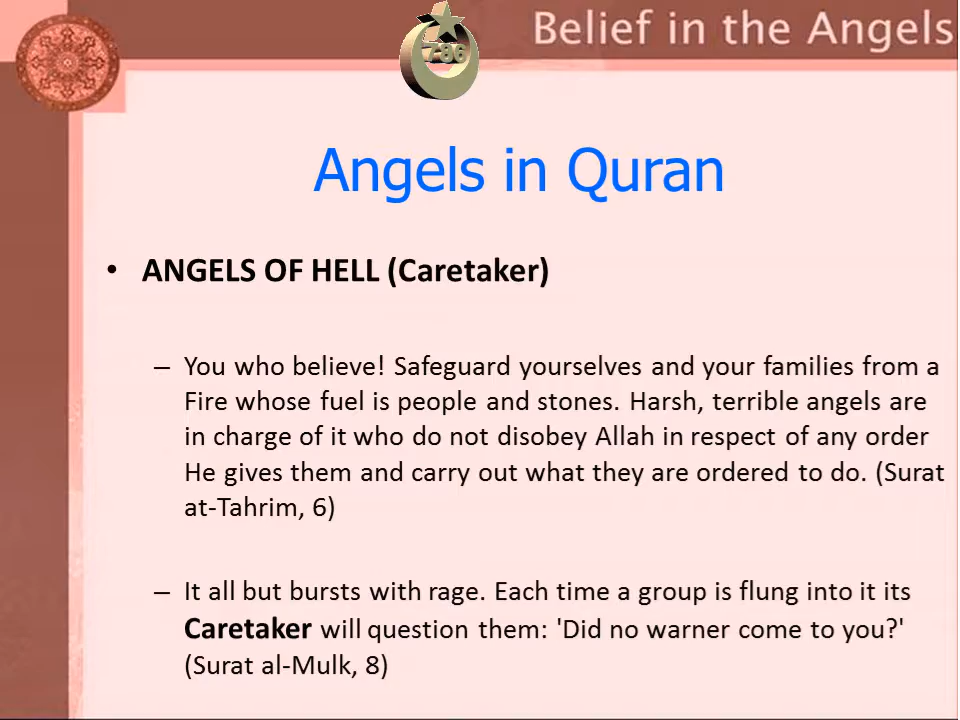 Belief in the Angels
786
Angels in Quran
• ANGELS OF HELL (Caretaker)
– You who believe! Safeguard yourselves and your families from a
Fire whose fuel is people and stones. Harsh, terrible angels are
in charge of it who do not disobey Allah in respect of any order
He gives them and carry out what they are ordered to do. (Surat
at-Tahrim, 6)
– It all but bursts with rage. Each time a group is flung into it its
Caretaker will question them: 'Did no warner come to you?'
(Surat al-Mulk, 8)